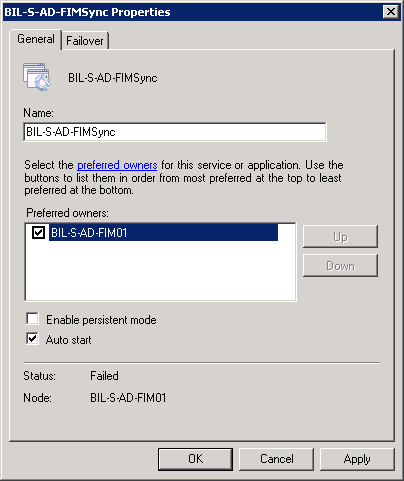 BIL-S-AD-FIMSync Properties
General
Failover
BIL-S-AD-FIMSync
Name:
BIL-S-AD-FIMSync
Select the preferred owners for this service or application. Use the
buttons to list them in order from most preferred at the top to least
preferred at the bottom.
Preferred owners:
BIL-S-AD-FIM01
Up
Down
Enable persistent mode
Auto start
Status: Failed
Node: BIL-S-AD-FIM01
OK
Cancel
Apply